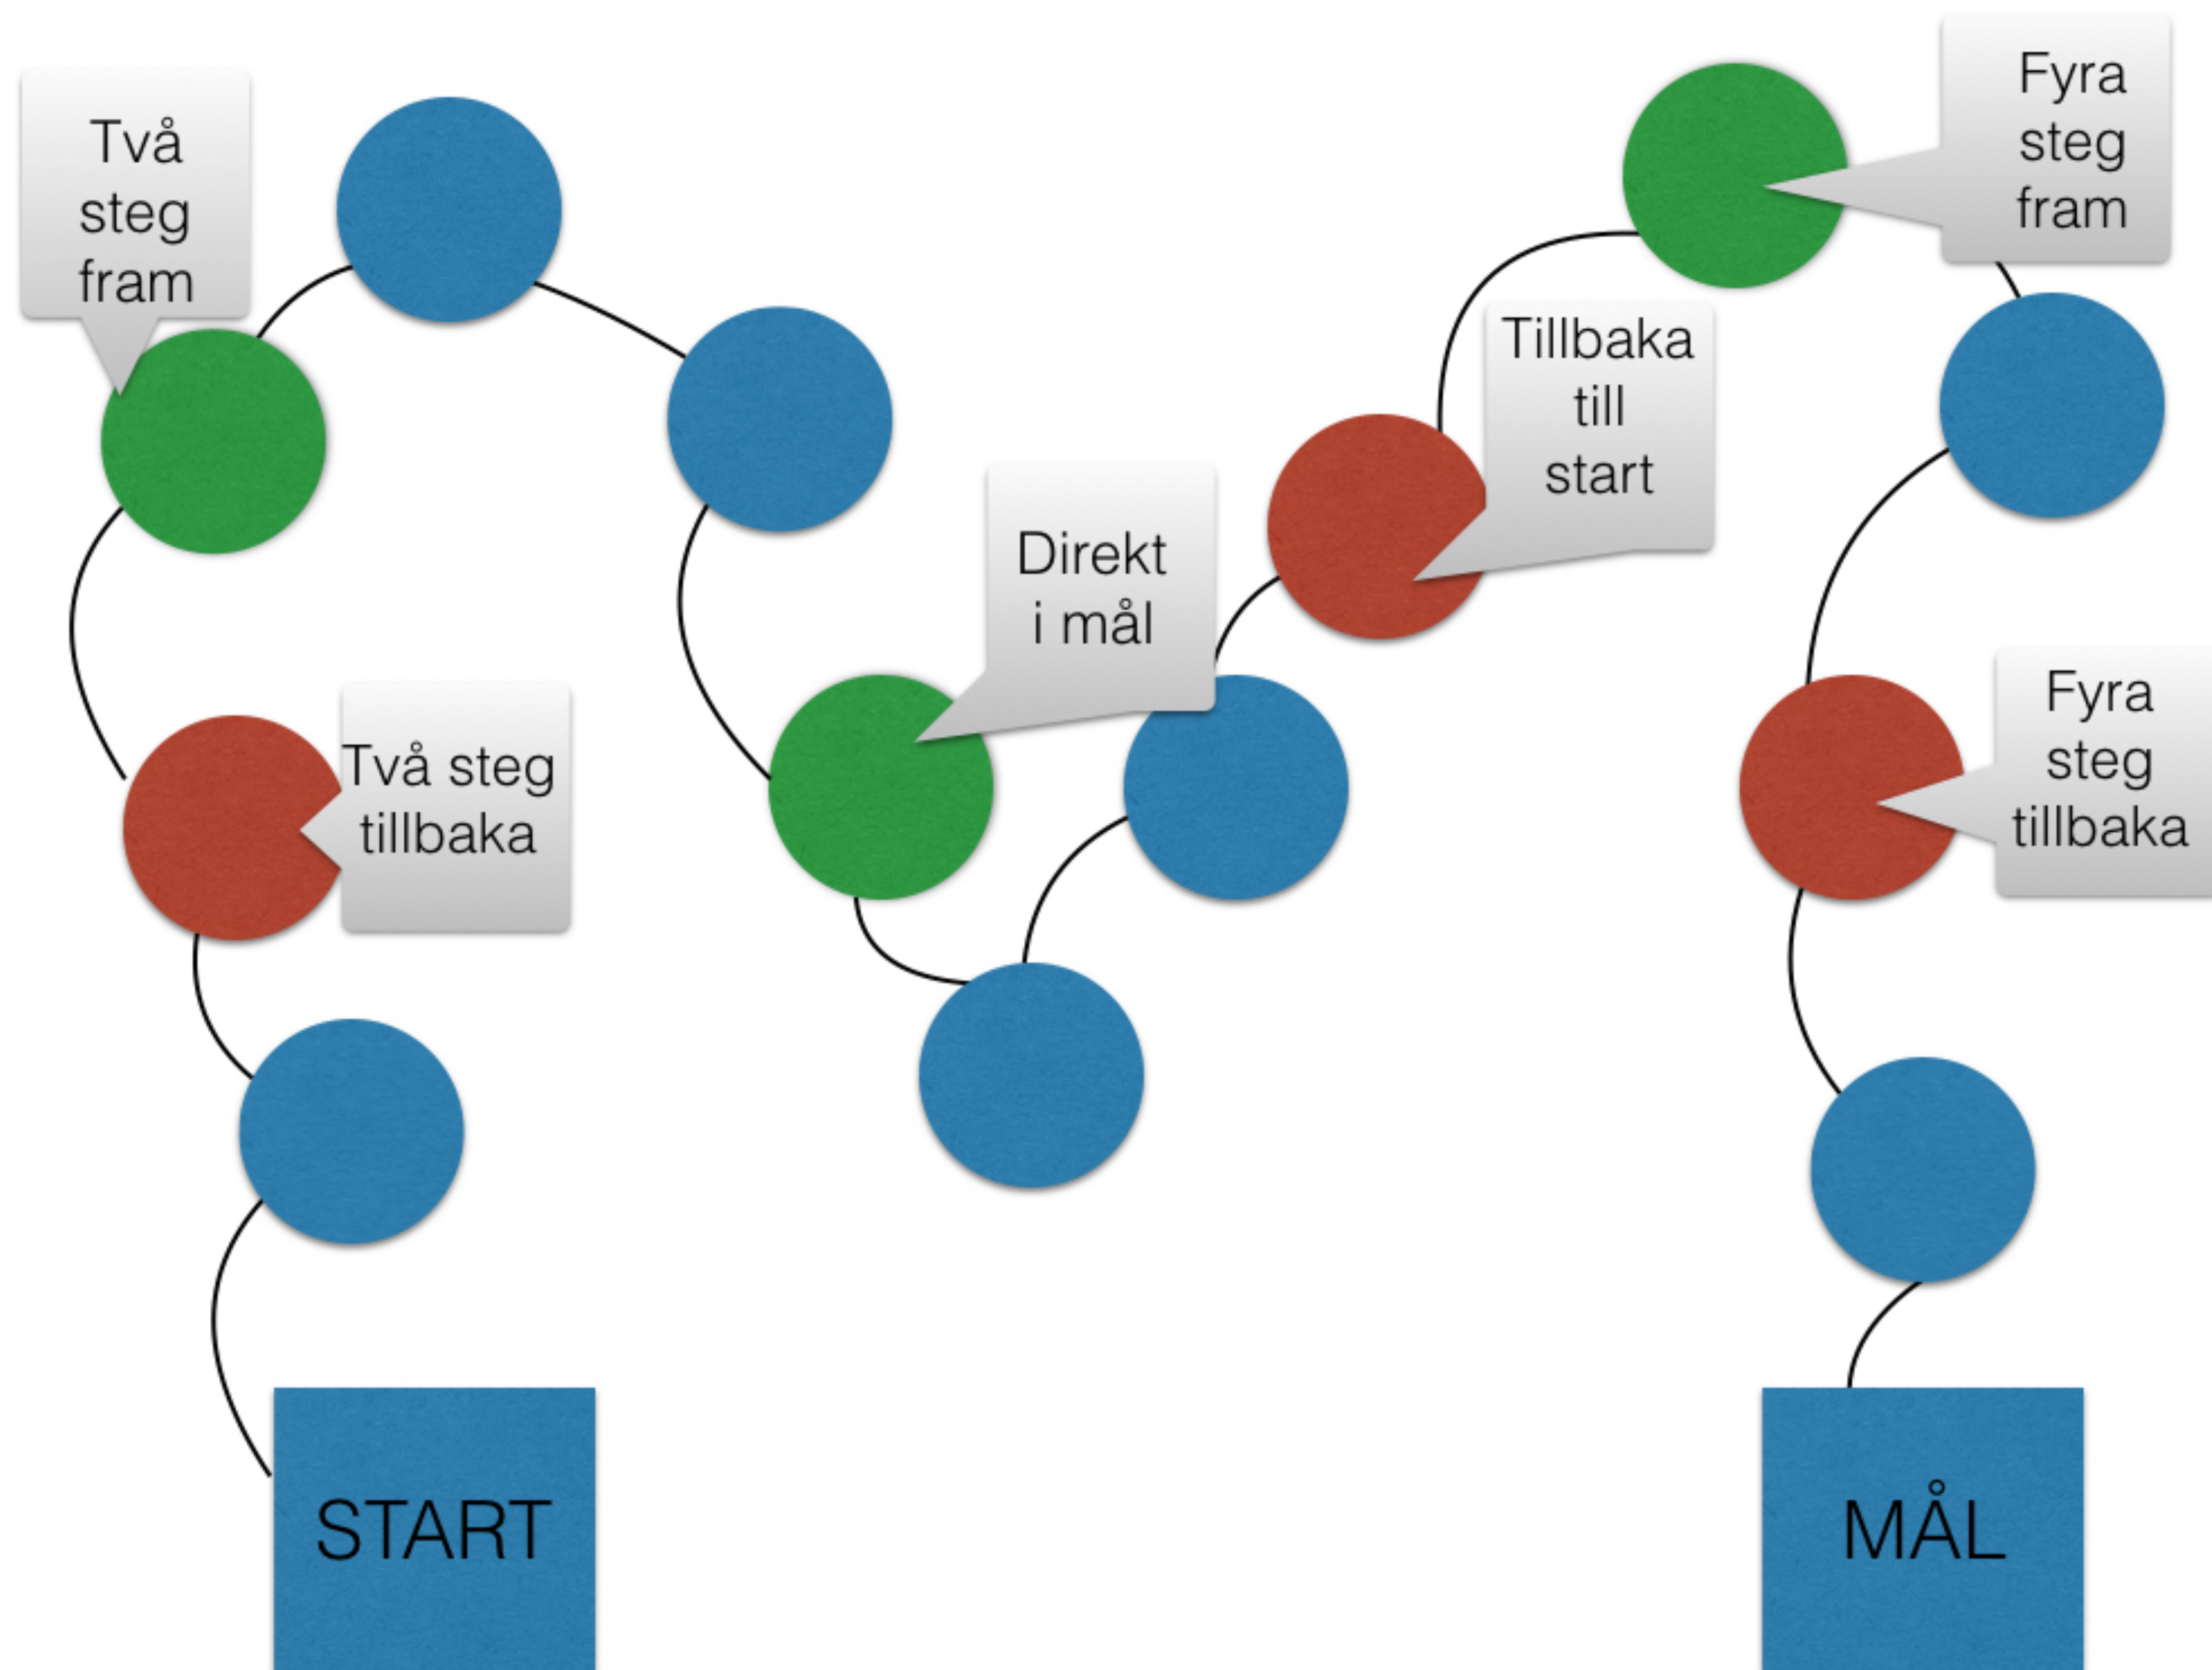 Två
steg
fram
Två steg
tillbaka
START
Direkt
i mål
Tillbaka
till
start
Fyra
steg
fram
Fyra
steg
tillbaka
MÅL